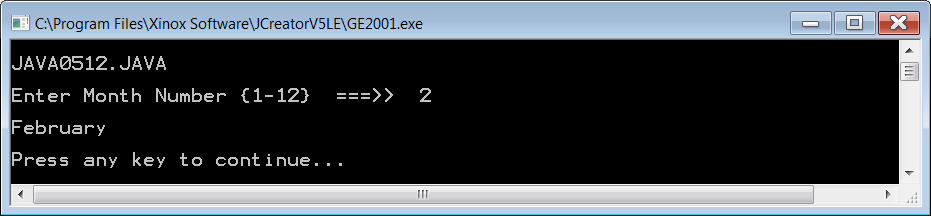 C:\Program Files\Xinox Software\JCreatorV5LE\GE2001.exe
JAVA0512.JAVA
Enter Month Number {1-12}  ===>>  2
February
Press any key to continue...